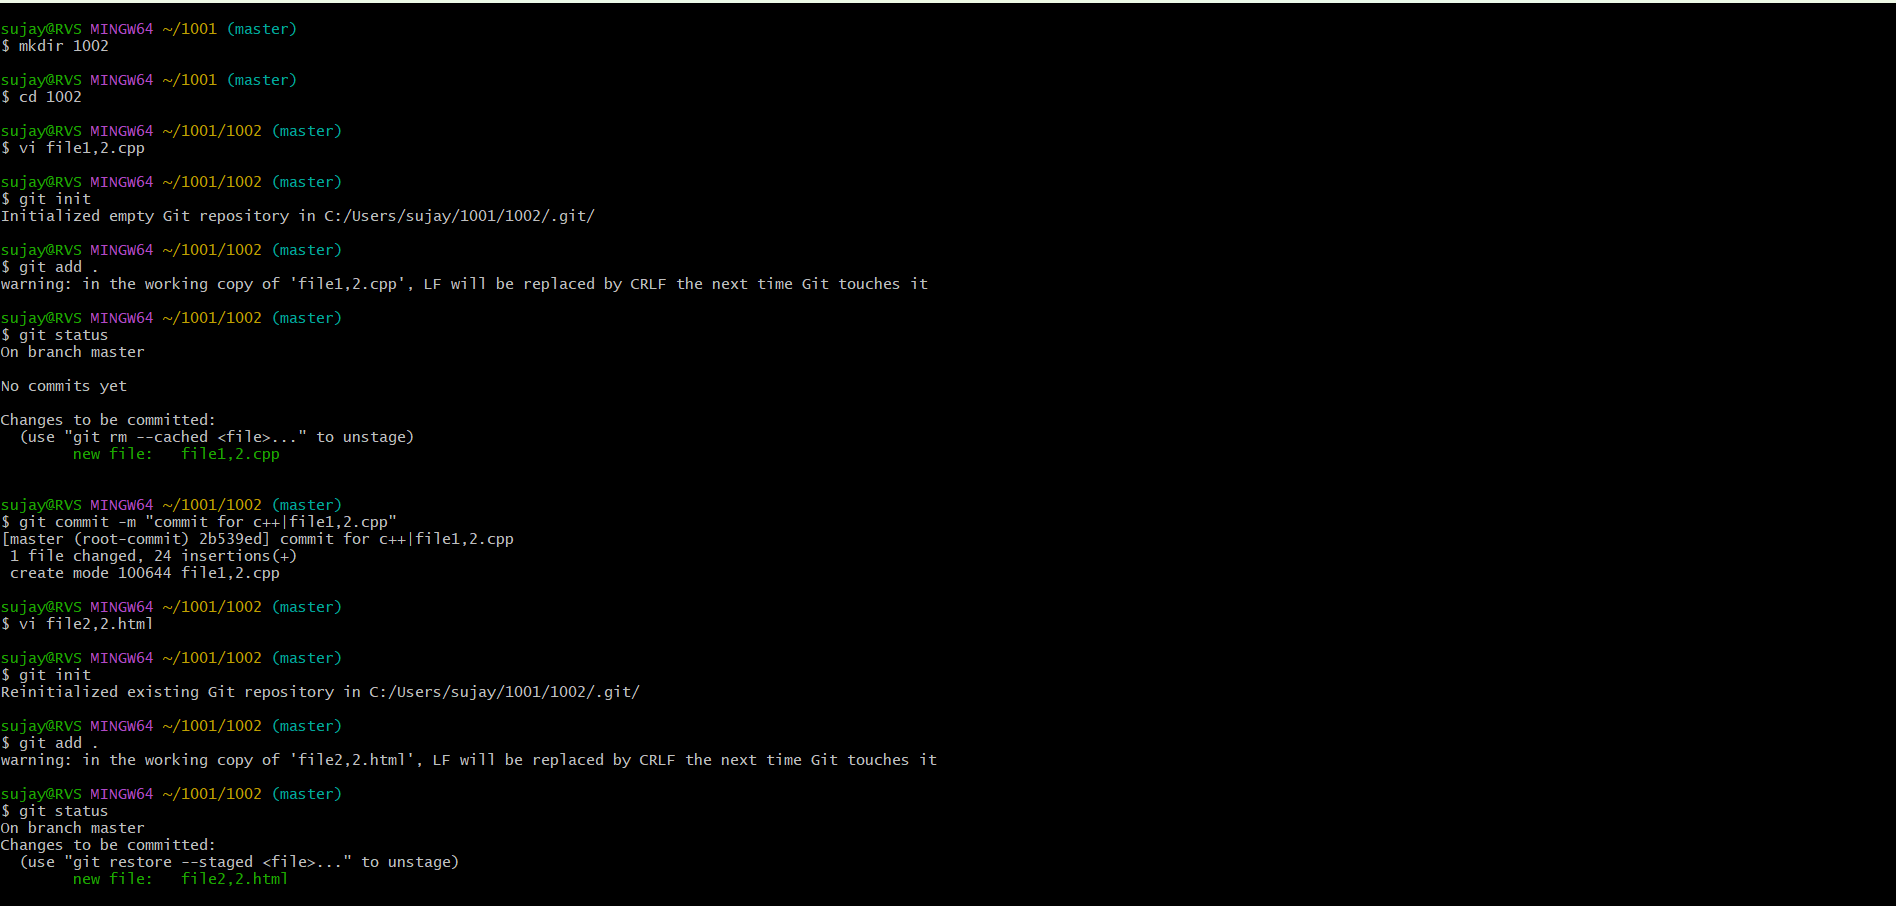 sujay@RVS MINGW64 ~/1001 (master)
$ mkdir 1002
sujay@RVS MINGW64 ~/1001 (master)
$ cd 1002
sujay@RVS MINGW64 ~/1001/1002 (master)
$ vi file1,2.cpp
sujay@RVS MINGW64 ~/1001/1002 (master)
$ git init
Initialized empty Git repository in C:/Users/sujay/1001/1002/.git/
sujay@RVS MINGW64 ~/1001/1002 (master)
$ git add .
warning: in the working copy of 'file1,2.cpp', LF will be replaced by CRLF the next time Git touches it
sujay@RVS MINGW64 ~/1001/1002 (master)
$ git status
On branch master
No commits yet
Changes to be committed:
  (use "git rm --cached <file>..." to unstage)
        new file:   file1,2.cpp
sujay@RVS MINGW64 ~/1001/1002 (master)
$ git commit -m "commit for c++|file1,2.cpp"
[master (root-commit) 2b539ed] commit for c++|file1,2.cpp
 1 file changed, 24 insertions(+)
 create mode 100644 file1,2.cpp
sujay@RVS MINGW64 ~/1001/1002 (master)
$ vi file2,2.html
sujay@RVS MINGW64 ~/1001/1002 (master)
$ git init
Reinitialized existing Git repository in C:/Users/sujay/1001/1002/.git/
sujay@RVS MINGW64 ~/1001/1002 (master)
$ git add .
warning: in the working copy of 'file2,2.html', LF will be replaced by CRLF the next time Git touches it
sujay@RVS MINGW64 ~/1001/1002 (master)
$ git status
On branch master
Changes to be committed:
  (use "git restore --staged <file>..." to unstage)
        new file:   file2,2.html